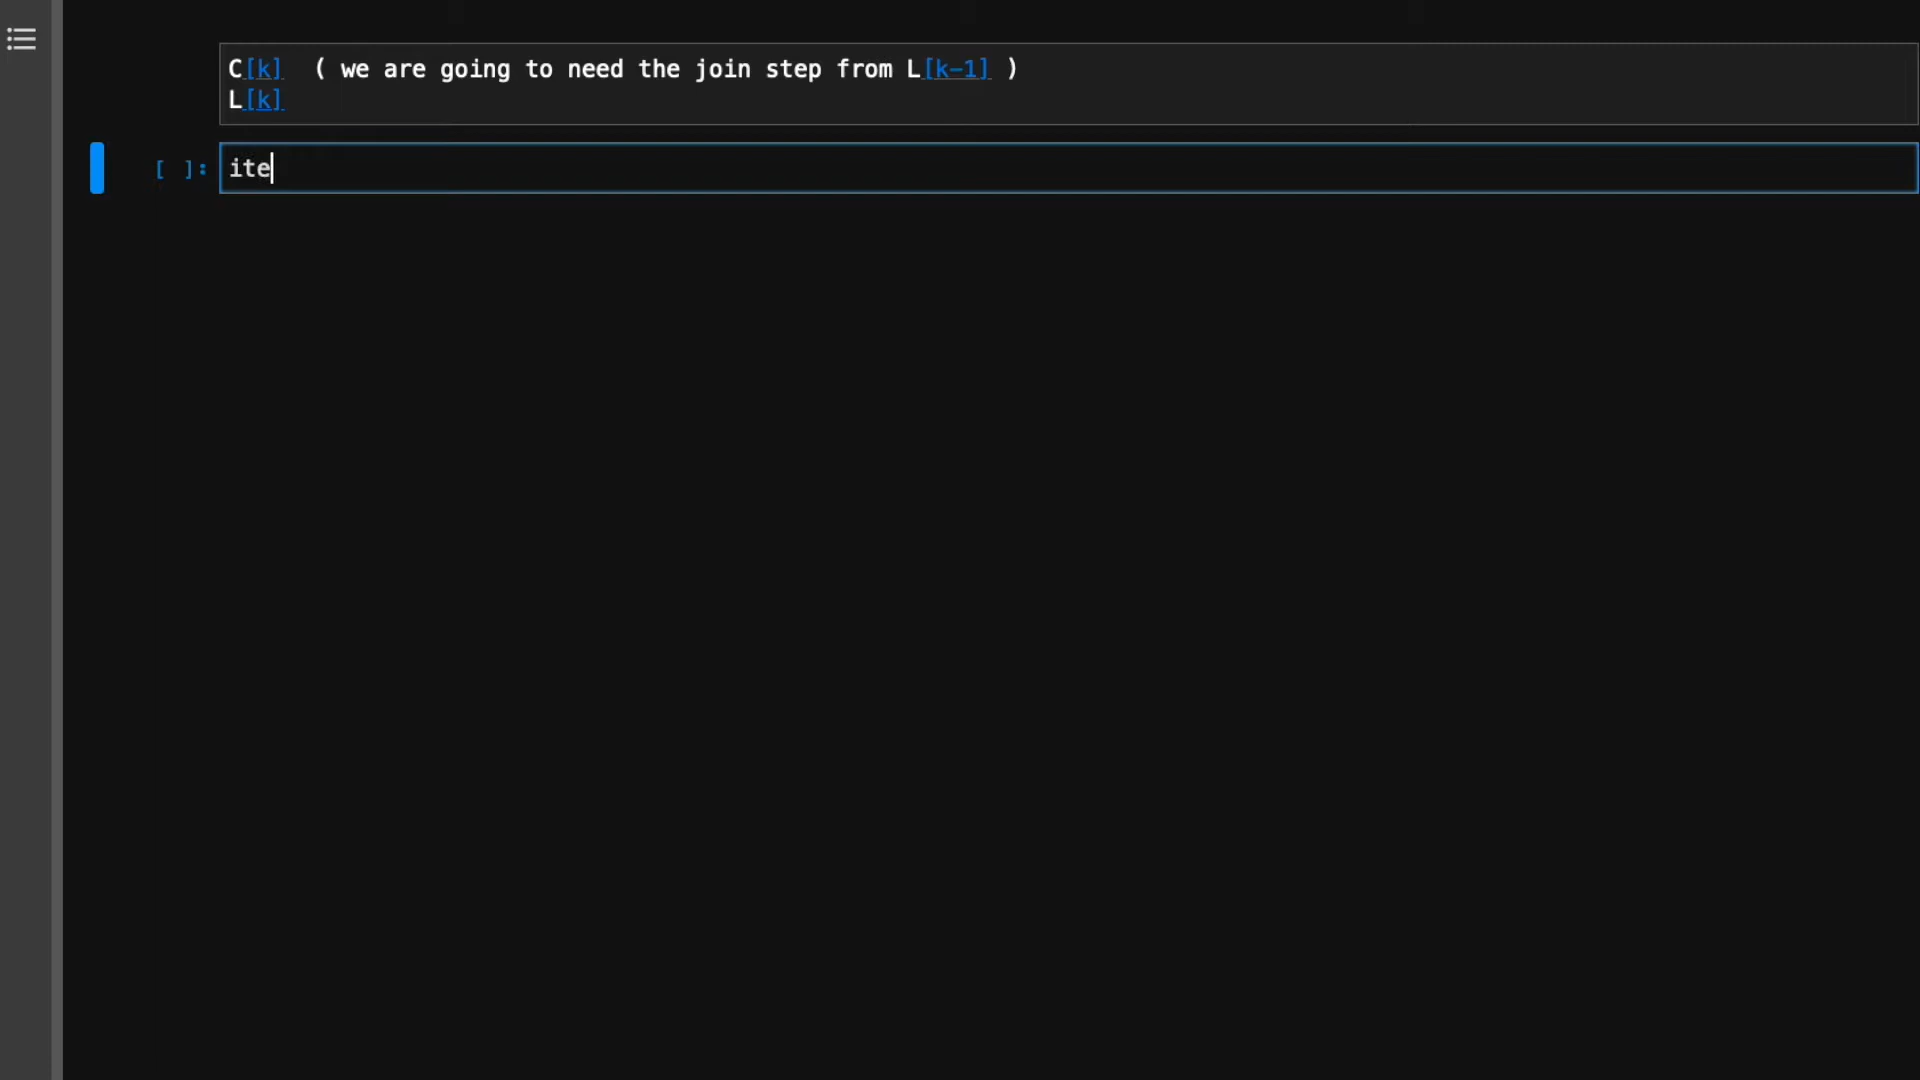 C[k]  ( we are going to need the join step from L[k-1] )
L[k]
[ ]: ite